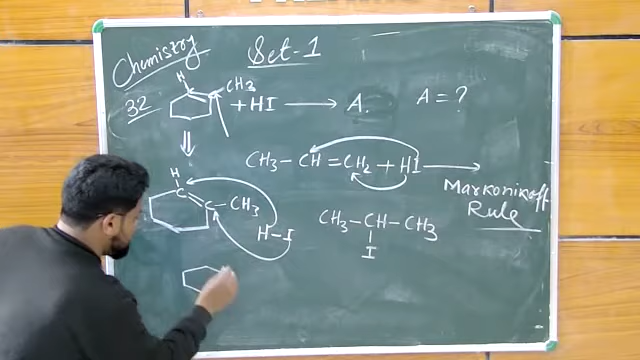 Chemistry
Set-1
32
H
CH3
+ HI → A.
A = ?
CH3 - CH = CH2 + HI →
Markonikoff
Rule
H
CH3
H-I
CH3-CH-CH3
I